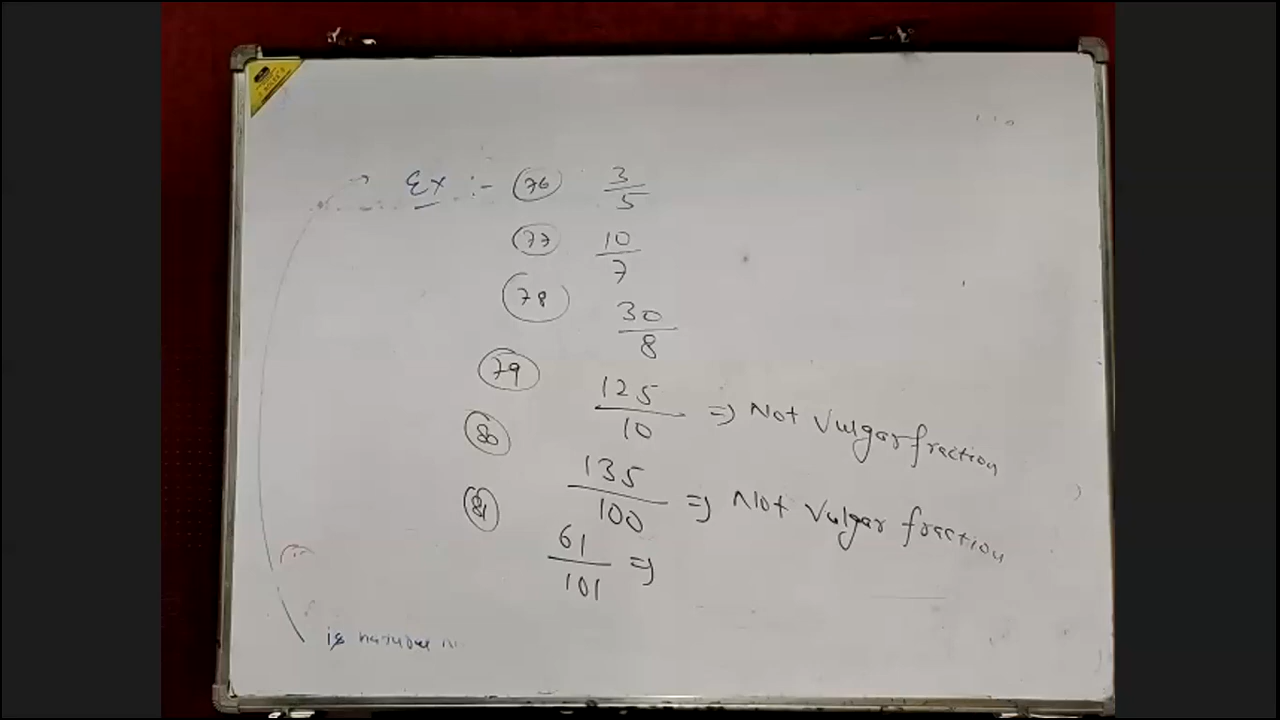 Ex :- (76) 3/5
(77) 10/7
(78) 30/8
(79) 125/10 => Not Vulgar fraction
(80) 135/100 => Not Vulgar fraction
(81) 61/101 =>
is